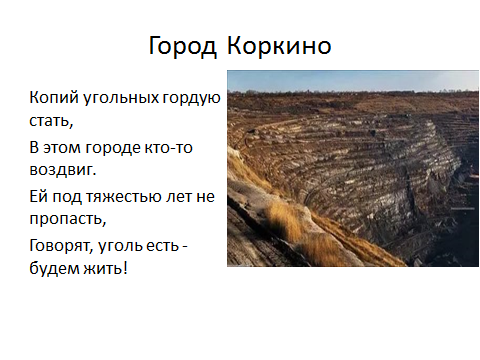 Город Коркино
Копий угольных гордую
стать,
В этом городе кто-то
воздвиг.
Ей под тяжестью лет не
пропасть,
Говорят, уголь есть -
будем жить!